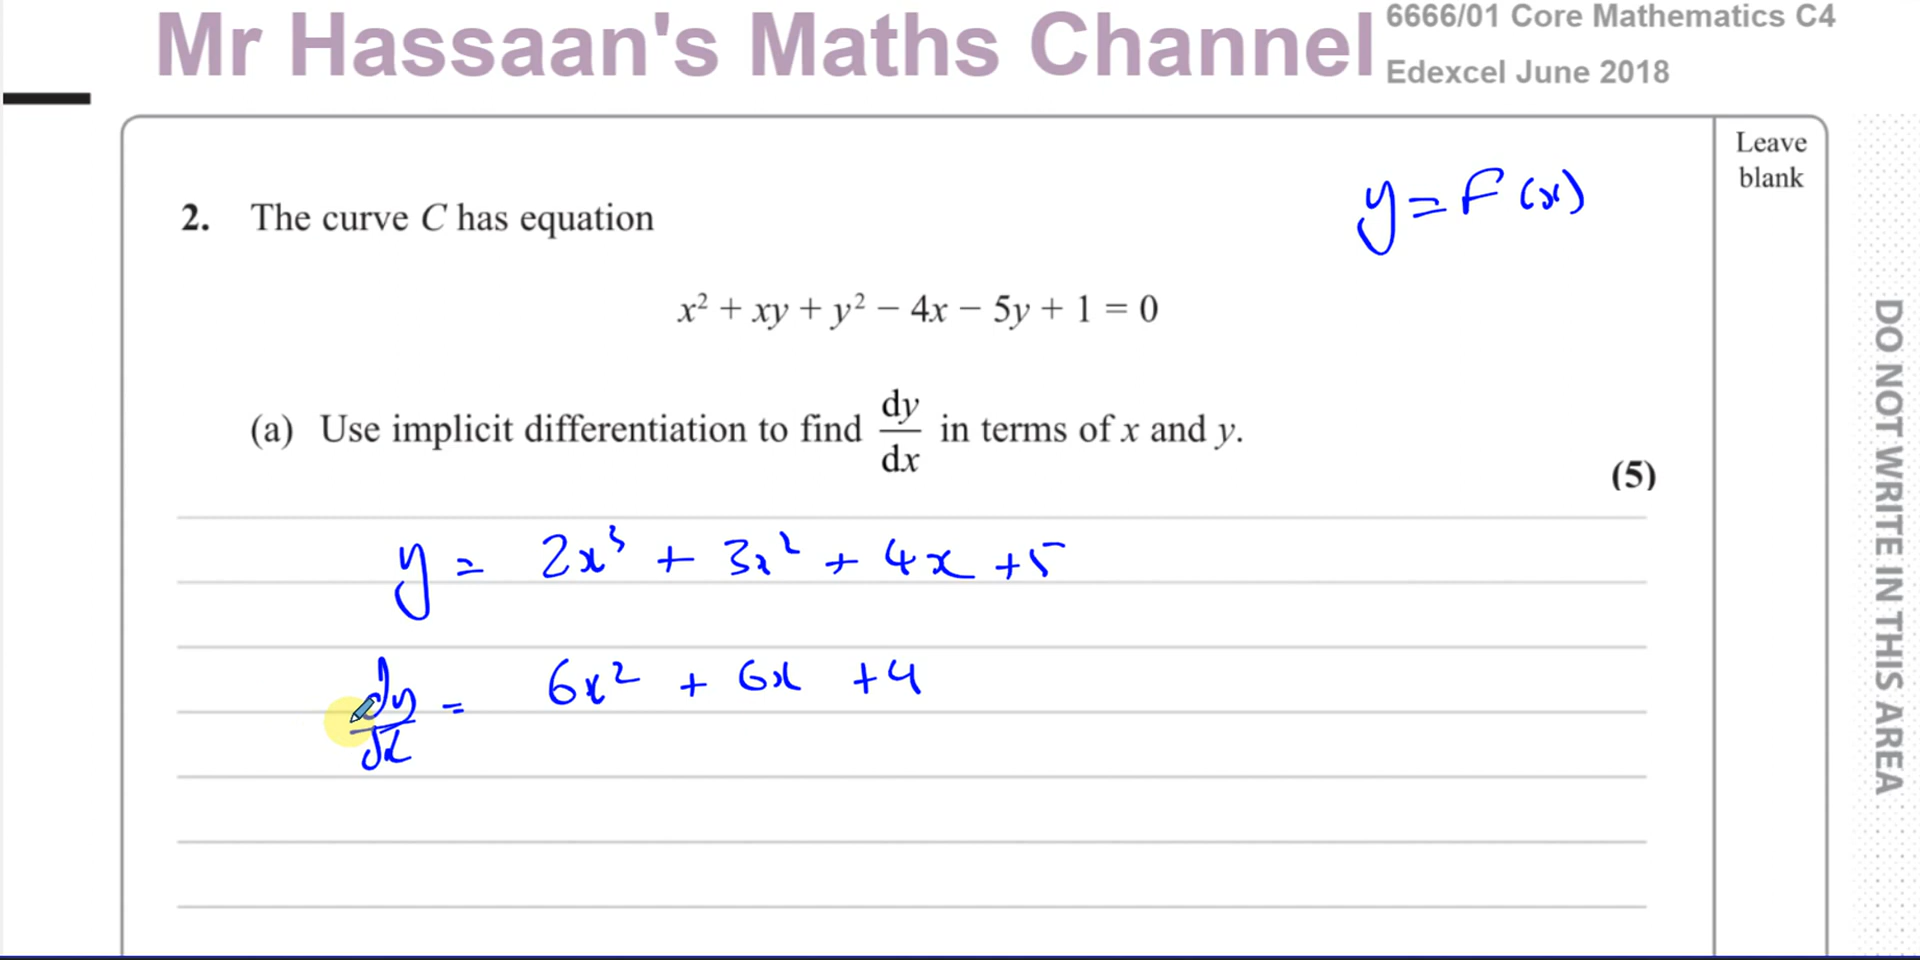 Mr Hassaan's Maths Channel
6666/01 Core Mathematics C4
Edexcel June 2018
Leave
blank
y = F(x)
2. The curve C has equation
x² + xy + y² − 4x − 5y + 1 = 0
(a) Use implicit differentiation to find dy/dx in terms of x and y.
(5)
y = 2x³ + 3x² + 4x + 5
dy/dx = 6x² + 6x + 4
DO NOT WRITE IN THIS AREA